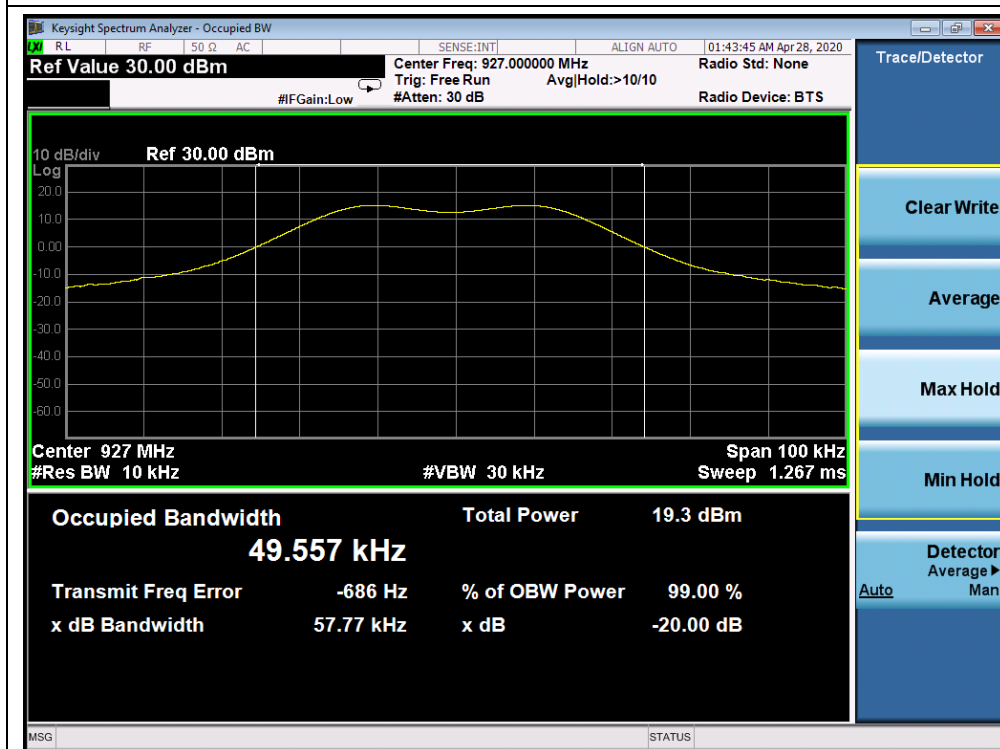 Keysight Spectrum Analyzer - Occupied BW
LXI RL RF 50 Ω AC SENSE:INT ALIGN AUTO 01:43:45 AM Apr 28, 2020
Ref Value 30.00 dBm
Center Freq: 927.000000 MHz
Radio Std: None
Trig: Free Run
Avg|Hold:>10/10
#IFGain:Low
#Atten: 30 dB
Radio Device: BTS
10 dB/div
Ref 30.00 dBm
Log
20.0
10.0
0.00
-10.0
-20.0
-30.0
-40.0
-50.0
-60.0
Center 927 MHz
Span 100 kHz
#Res BW 10 kHz
#VBW 30 kHz
Sweep 1.267 ms
Occupied Bandwidth
Total Power 19.3 dBm
49.557 kHz
Transmit Freq Error -686 Hz
% of OBW Power 99.00 %
x dB Bandwidth 57.77 kHz
x dB -20.00 dB
MSG
STATUS
Trace/Detector
Clear Write
Average
Max Hold
Min Hold
Detector
Average
Auto Man